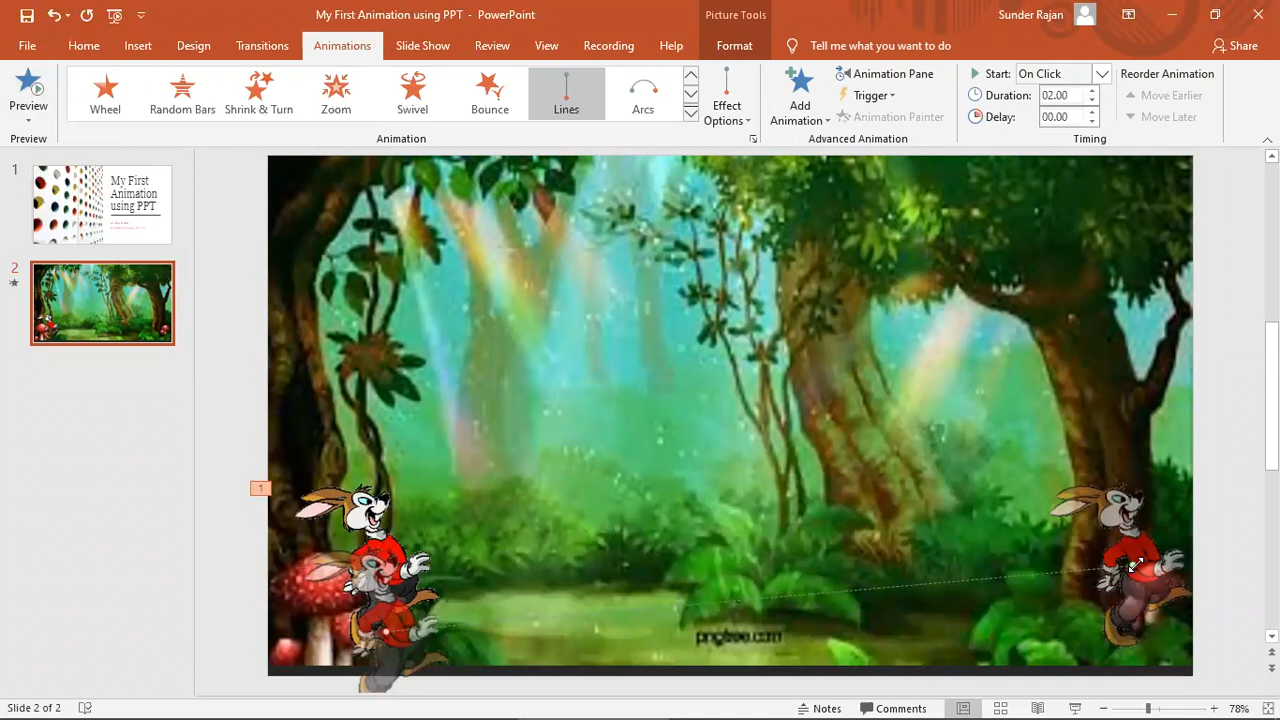 My First Animation using PPT - PowerPoint
Picture Tools
Sunder Rajan
File
Home
Insert
Design
Transitions
Animations
Slide Show
Review
View
Recording
Help
Format
Tell me what you want to do
Share
Preview
Wheel
Random Bars
Shrink & Turn
Zoom
Swivel
Bounce
Lines
Arcs
Effect
Options
Add
Animation
Animation Pane
Trigger
Animation Painter
Start: On Click
Duration: 02.00
Delay: 00.00
Reorder Animation
Move Earlier
Move Later
Preview
Animation
Advanced Animation
Timing
1
My First
Animation
using PPT
2
1
pngtree.com
Slide 2 of 2
Notes
Comments
78%